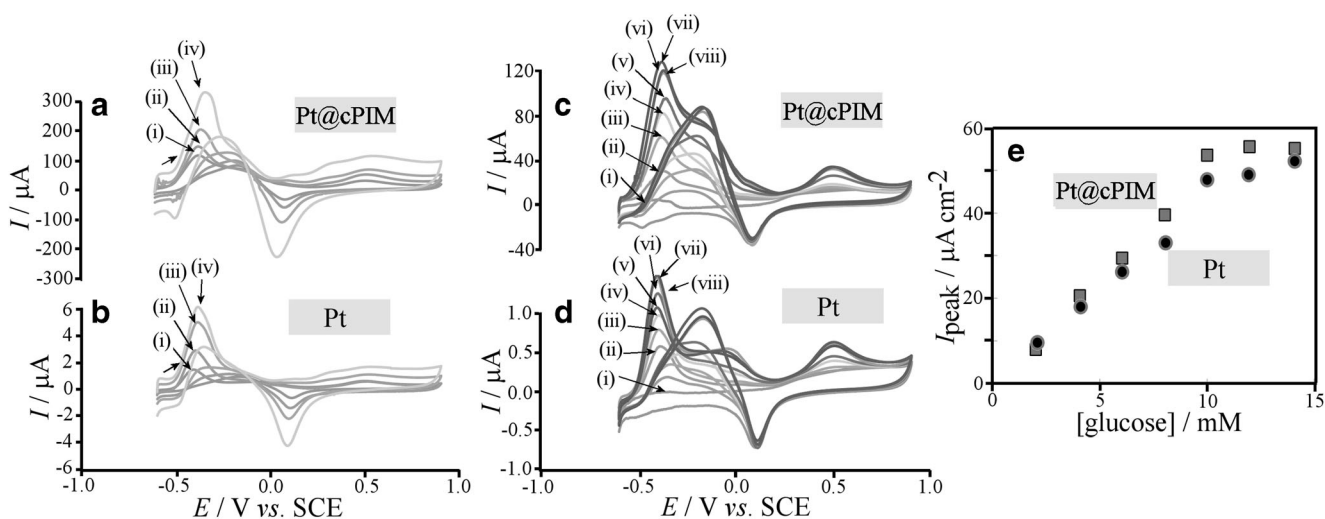 a
(iv)
(iii)
(ii)
(i)
Pt@cPIM
300
200
100
0
-100
-200
-300
I / μA
b
(iii)
(iv)
(ii)
(i)
Pt
6
4
2
0
-2
-4
-6
I / μA
-1.0
-0.5
0.0
0.5
1.0
E / V vs. SCE
c
(vi)
(vii)
(v)
(viii)
(iv)
(iii)
(ii)
(i)
Pt@cPIM
120
80
40
0
-40
I / μA
d
(vi)
(vii)
(v)
(viii)
(iv)
(iii)
(ii)
(i)
Pt
1.0
0.5
0.0
-0.5
1.0
I / μA
-1.0
-0.5
0.0
0.5
1.0
E / V vs. SCE
e
Pt@cPIM
Pt
60
40
20
0
Ipeak / μA cm-2
0
5
10
15
[glucose] / mM